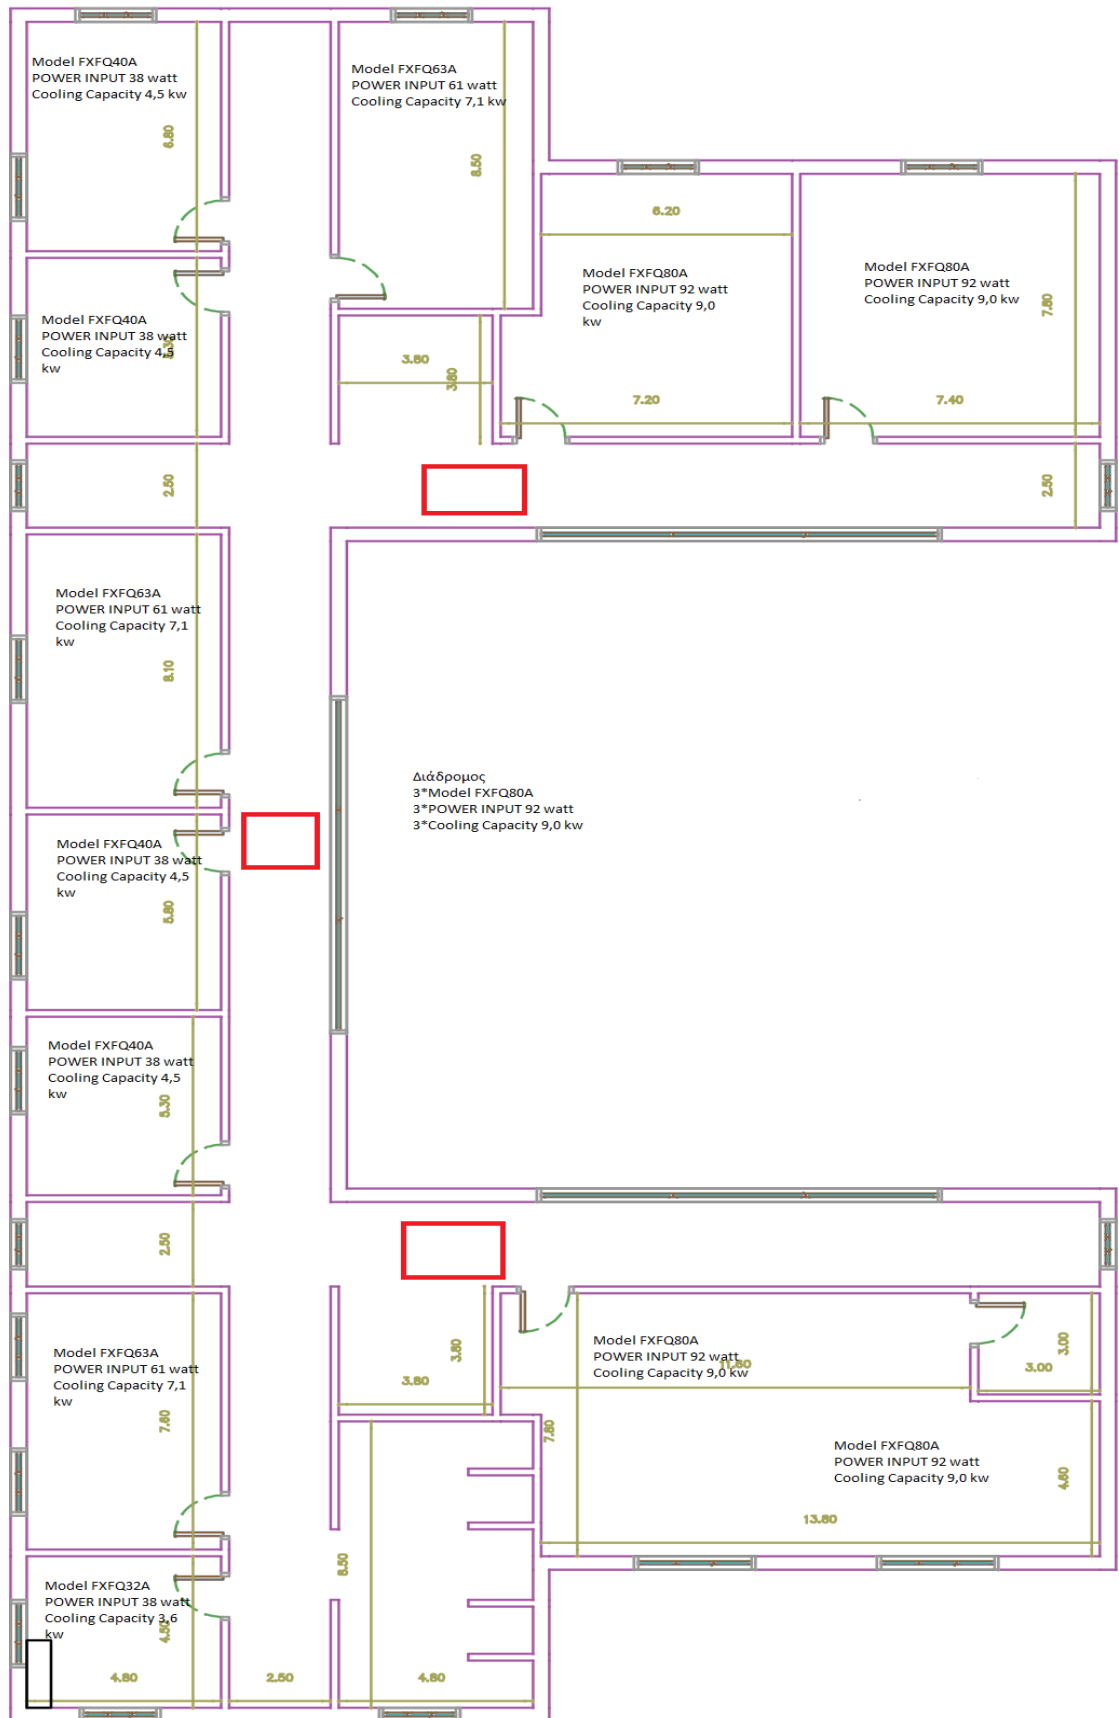 Model FXFQ40A
POWER INPUT 38 watt
Cooling Capacity 4,5 kw
6.80
Model FXFQ63A
POWER INPUT 61 watt
Cooling Capacity 7,1 kw
8.50
6.20
Model FXFQ80A
POWER INPUT 92 watt
Cooling Capacity 9,0
kw
7.20
Model FXFQ80A
POWER INPUT 92 watt
Cooling Capacity 9,0 kw
7.80
7.40
Model FXFQ40A
POWER INPUT 38 watt
Cooling Capacity 4,5
kw
3.80
3.80
2.50
2.50
Model FXFQ63A
POWER INPUT 61 watt
Cooling Capacity 7,1
kw
8.10
Διάδρομος
3*Model FXFQ80A
3*POWER INPUT 92 watt
3*Cooling Capacity 9,0 kw
Model FXFQ40A
POWER INPUT 38 watt
Cooling Capacity 4,5
kw
5.80
Model FXFQ40A
POWER INPUT 38 watt
Cooling Capacity 4,5
kw
5.30
2.50
Model FXFQ63A
POWER INPUT 61 watt
Cooling Capacity 7,1
kw
7.60
3.80
3.80
Model FXFQ80A
POWER INPUT 92 watt
Cooling Capacity 9,0 kw
11.60
3.00
3.00
7.80
Model FXFQ80A
POWER INPUT 92 watt
Cooling Capacity 9,0 kw
4.60
13.80
8.50
Model FXFQ32A
POWER INPUT 38 watt
Cooling Capacity 3,6
kw
4.50
4.80
2.50
4.80